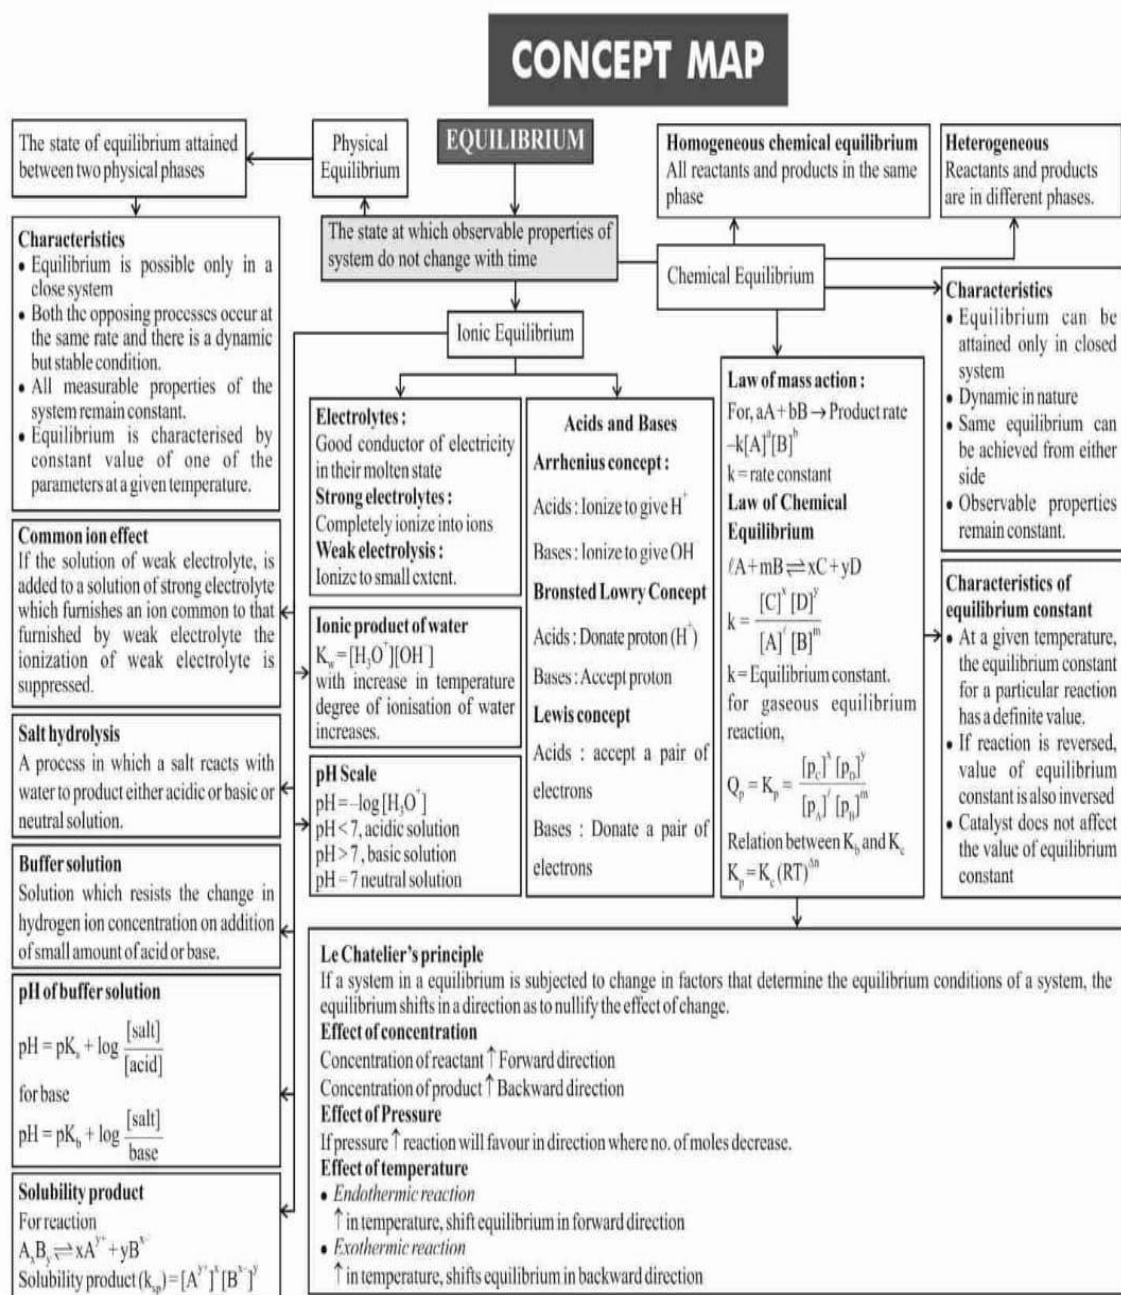 CONCEPT MAP
EQUILIBRIUM
The state of equilibrium attained
between two physical phases
Physical
Equilibrium
The state at which observable properties of
system do not change with time
Homogeneous chemical equilibrium
All reactants and products in the same
phase
Heterogeneous
Reactants and products
are in different phases.
Chemical Equilibrium
Characteristics
• Equilibrium is possible only in a
close system
• Both the opposing processes occur at
the same rate and there is a dynamic
but stable condition.
• All measurable properties of the
system remain constant.
• Equilibrium is characterised by
constant value of one of the
parameters at a given temperature.
Ionic Equilibrium
Common ion effect
If the solution of weak electrolyte, is
added to a solution of strong electrolyte
which furnishes an ion common to that
furnished by weak electrolyte the
ionization of weak electrolyte is
suppressed.
Salt hydrolysis
A process in which a salt reacts with
water to product either acidic or basic or
neutral solution.
Buffer solution
Solution which resists the change in
hydrogen ion concentration on addition
of small amount of acid or base.
pH of buffer solution
pH = pKₐ + log [salt]/[acid]
for base
pH = pK_b + log [salt]/base
Solubility product
For reaction
AₓB_y ⇌ xA^y+ + yB^x-
Solubility product (k_sp) = [A^y+]^x [B^x-]^y
Electrolytes :
Good conductor of electricity
in their molten state
Strong electrolytes :
Completely ionize into ions
Weak electrolysis :
Ionize to small extent.
Ionic product of water
K_w = [H₃O⁺][OH⁻]
with increase in temperature
degree of ionisation of water
increases.
pH Scale
pH = –log [H₃O⁺]
pH < 7, acidic solution
pH > 7, basic solution
pH = 7 neutral solution
Acids and Bases
Arrhenius concept :
Acids : Ionize to give H⁺
Bases : Ionize to give OH
Bronsted Lowry Concept
Acids : Donate proton (H⁺)
Bases : Accept proton
Lewis concept
Acids : accept a pair of
electrons
Bases : Donate a pair of
electrons
Law of mass action :
For, aA + bB → Product rate
–k[A]^a[B]^b
k = rate constant
Law of Chemical
Equilibrium
ℓA + mB ⇌ xC + yD
k = [C]^x [D]^y / [A]^ℓ [B]^m
k = Equilibrium constant.
for gaseous equilibrium
reaction,
Q_p = K_p = [p_C]^x [p_D]^y / [p_A]^ℓ [p_B]^m
Relation between K_b and K_c
K_p = K_c (RT)^Δn
Characteristics
• Equilibrium can be
attained only in closed
system
• Dynamic in nature
• Same equilibrium can
be achieved from either
side
• Observable properties
remain constant.
Characteristics of
equilibrium constant
• At a given temperature,
the equilibrium constant
for a particular reaction
has a definite value.
• If reaction is reversed,
value of equilibrium
constant is also inversed
• Catalyst does not affect
the value of equilibrium
constant
Le Chatelier's principle
If a system in a equilibrium is subjected to change in factors that determine the equilibrium conditions of a system, the
equilibrium shifts in a direction as to nullify the effect of change.
Effect of concentration
Concentration of reactant ↑ Forward direction
Concentration of product ↑ Backward direction
Effect of Pressure
If pressure ↑ reaction will favour in direction where no. of moles decrease.
Effect of temperature
• Endothermic reaction
↑ in temperature, shift equilibrium in forward direction
• Exothermic reaction
↑ in temperature, shifts equilibrium in backward direction